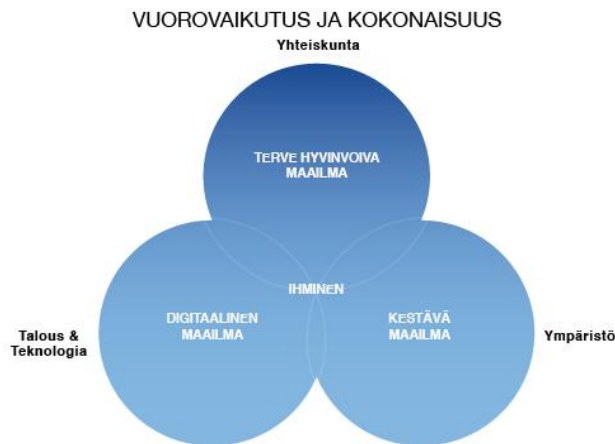 VUOROVAIKUTUS JA KOKONAISUUS
Yhteiskunta
TERVE HYVINVOIVA
MAAILMA
IHMINEN
DIGITAALINEN
MAAILMA
KESTÄVÄ
MAAILMA
Talous &
Teknologia
Ympäristö